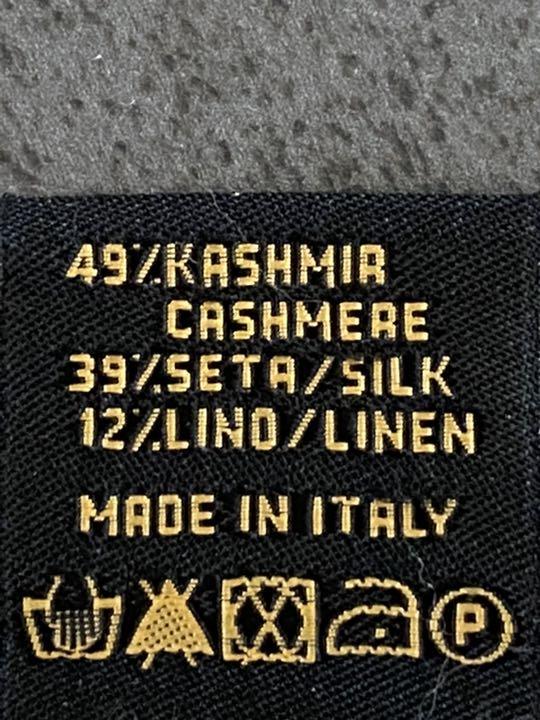 49%KASHMIR
CASHMERE
39%SETA/SILK
12%LINO/LINEN
MADE IN ITALY
P